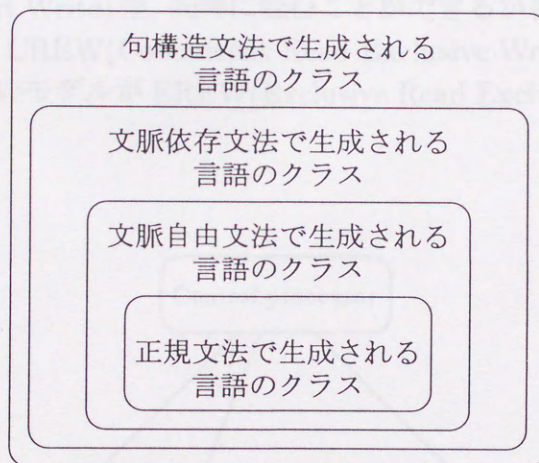 句構造文法で生成される
言語のクラス
文脈依存文法で生成される
言語のクラス
文脈自由文法で生成される
言語のクラス
正規文法で生成される
言語のクラス